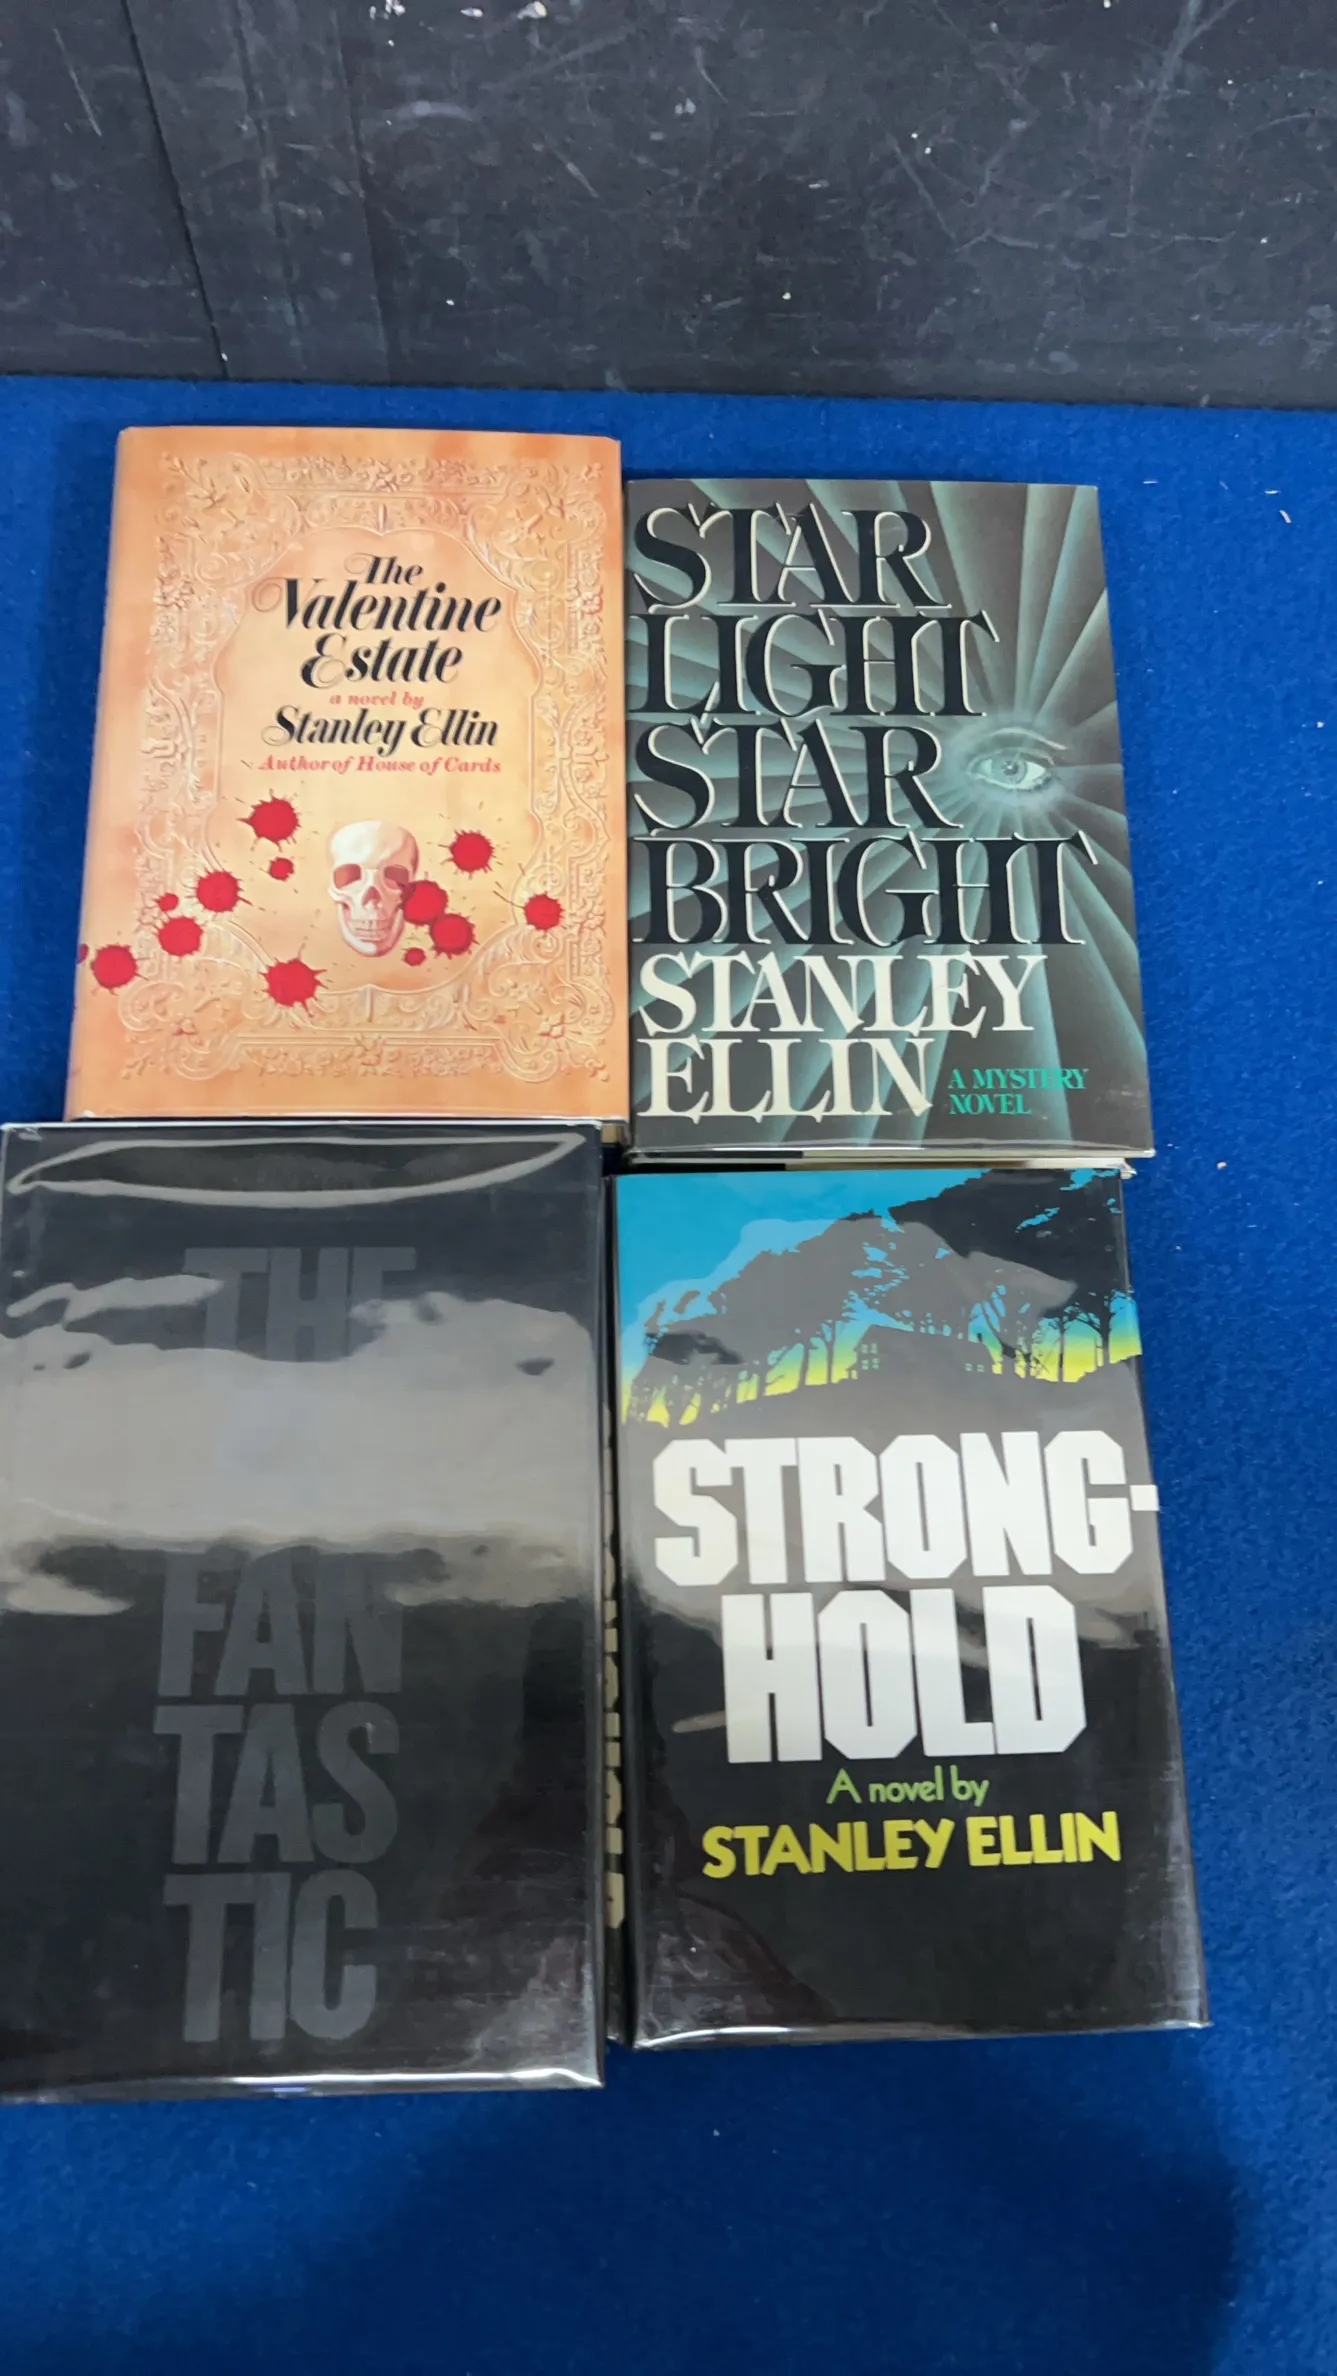 The
Valentine
Estate
a novel by
Stanley Ellin
Author of House of Cards
STAR
LIGHT
STAR
BRIGHT
STANLEY
ELLIN
A MYSTERY
NOVEL
THE
FAN
TAS
TIC
STRONG-
HOLD
A novel by
STANLEY ELLIN